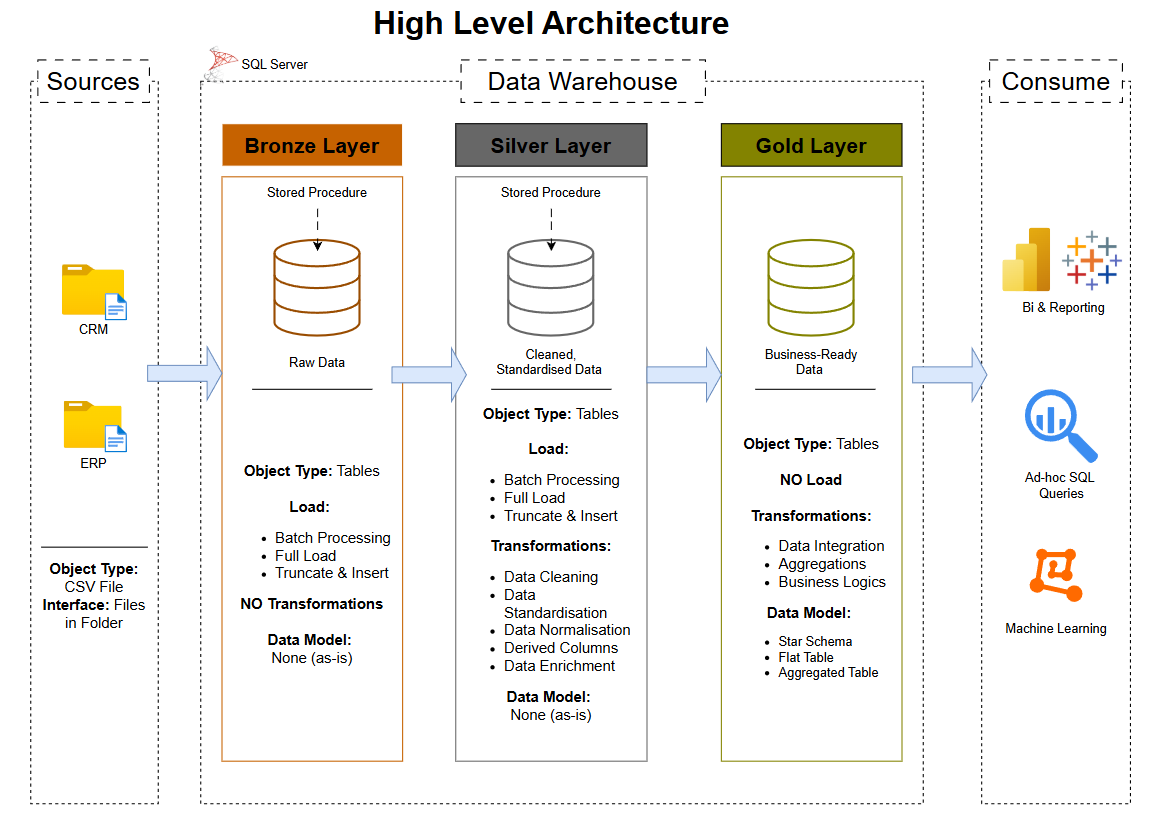 High Level Architecture
Sources
SQL Server
Data Warehouse
Consume
Bronze Layer
Stored Procedure
Raw Data
Object Type: Tables
Load:
Batch Processing
Full Load
Truncate & Insert
NO Transformations
Data Model:
None (as-is)
Silver Layer
Stored Procedure
Cleaned,
Standardised Data
Object Type: Tables
Load:
Batch Processing
Full Load
Truncate & Insert
Transformations:
Data Cleaning
Data
Standardisation
Data Normalisation
Derived Columns
Data Enrichment
Data Model:
None (as-is)
Gold Layer
Business-Ready
Data
Object Type: Tables
NO Load
Transformations:
Data Integration
Aggregations
Business Logics
Data Model:
Star Schema
Flat Table
Aggregated Table
CRM
ERP
Object Type:
CSV File
Interface: Files
in Folder
Bi & Reporting
Ad-hoc SQL
Queries
Machine Learning